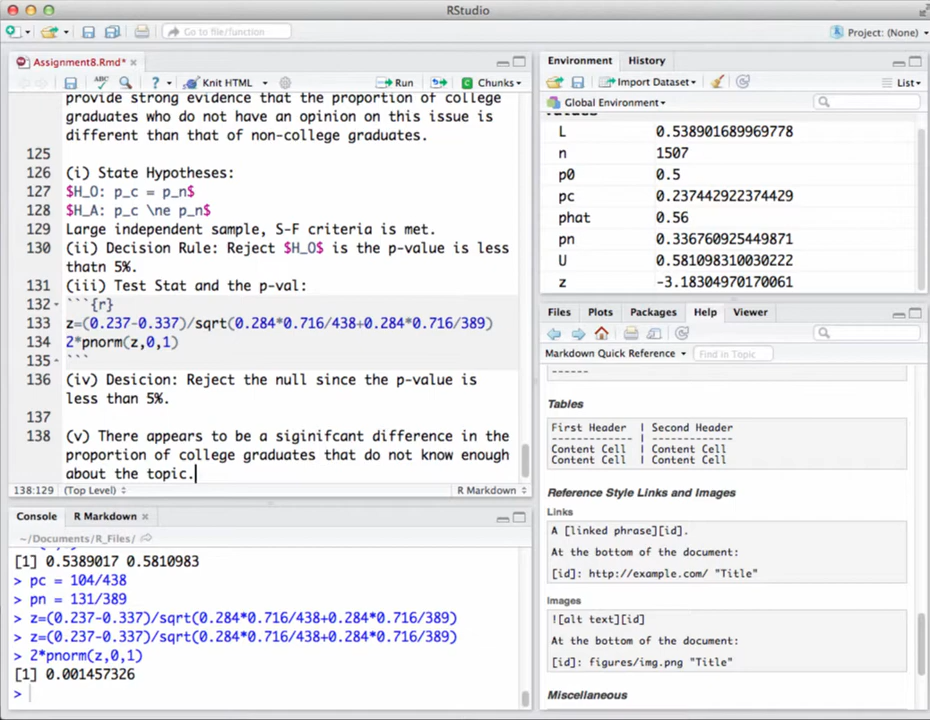 RStudio
Go to file/function
Project: (None)
Assignment8.Rmd*
ABC
? Knit HTML
Run
Chunks
provide strong evidence that the proportion of college
graduates who do not have an opinion on this issue is
different than that of non-college graduates.
125
126 (i) State Hypotheses:
127 $H_O: p_c = p_n$
128 $H_A: p_c \ne p_n$
129 Large independent sample, S-F criteria is met.
130 (ii) Decision Rule: Reject $H_O$ is the p-value is less
thatn 5%.
131 (iii) Test Stat and the p-val:
132 ```{r}
133 z=(0.237-0.337)/sqrt(0.284*0.716/438+0.284*0.716/389)
134 2*pnorm(z,0,1)
135 ```
136 (iv) Desicion: Reject the null since the p-value is
less than 5%.
137
138 (v) There appears to be a siginifcant difference in the
proportion of college graduates that do not know enough
about the topic.
138:129 (Top Level) R Markdown
Console R Markdown
~/Documents/R_Files/
[1] 0.5389017 0.5810983
> pc = 104/438
> pn = 131/389
> z=(0.237-0.337)/sqrt(0.284*0.716/438+0.284*0.716/389)
> z=(0.237-0.337)/sqrt(0.284*0.716/438+0.284*0.716/389)
> 2*pnorm(z,0,1)
[1] 0.001457326
>
Environment History
Import Dataset List
Global Environment
Values
L 0.538901689969778
n 1507
p0 0.5
pc 0.237442922374429
phat 0.56
pn 0.336760925449871
U 0.581098310030222
z -3.18304970170061
Files Plots Packages Help Viewer
Markdown Quick Reference Find in Topic
------
Tables
First Header | Second Header
------------- | -------------
Content Cell | Content Cell
Content Cell | Content Cell
Reference Style Links and Images
Links
A [linked phrase][id].
At the bottom of the document:
[id]: http://example.com/ "Title"
Images
![alt text][id]
At the bottom of the document:
[id]: figures/img.png "Title"
Miscellaneous